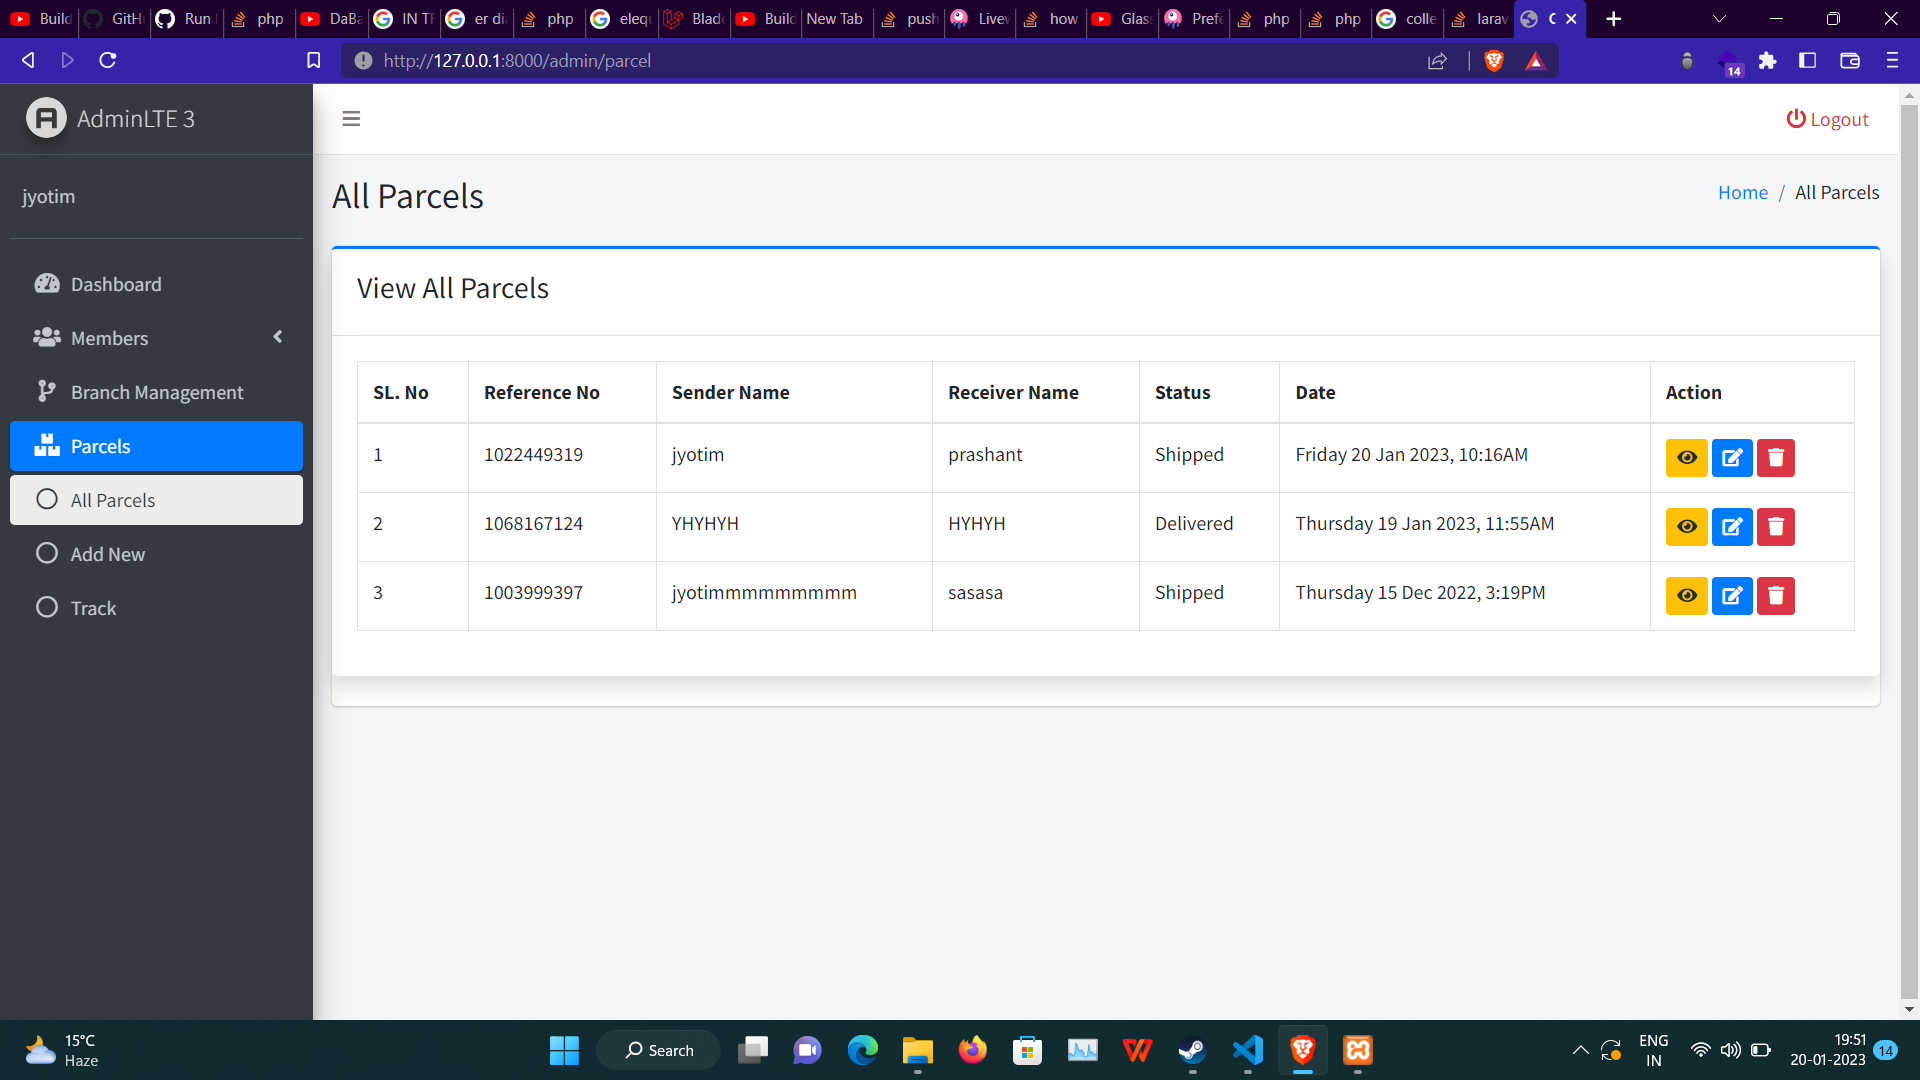 Build
GitH
Run
php
DaBa
IN TF
er dia
php
elequ
Blade
Build
New Tab
push
Livew
how
Glass
Prefe
php
php
colle
larav
C
http://127.0.0.1:8000/admin/parcel
14
AdminLTE 3
Logout
jyotim
All Parcels
Home / All Parcels
Dashboard
Members
Branch Management
Parcels
All Parcels
Add New
Track
View All Parcels
SL. No Reference No Sender Name Receiver Name Status Date Action
1 1022449319 jyotim prashant Shipped Friday 20 Jan 2023, 10:16AM
2 1068167124 YHYHYH HYHYH Delivered Thursday 19 Jan 2023, 11:55AM
3 1003999397 jyotimmmmmmmmm sasasa Shipped Thursday 15 Dec 2022, 3:19PM
15°C
Haze
Search
ENG
IN
19:51
20-01-2023
14